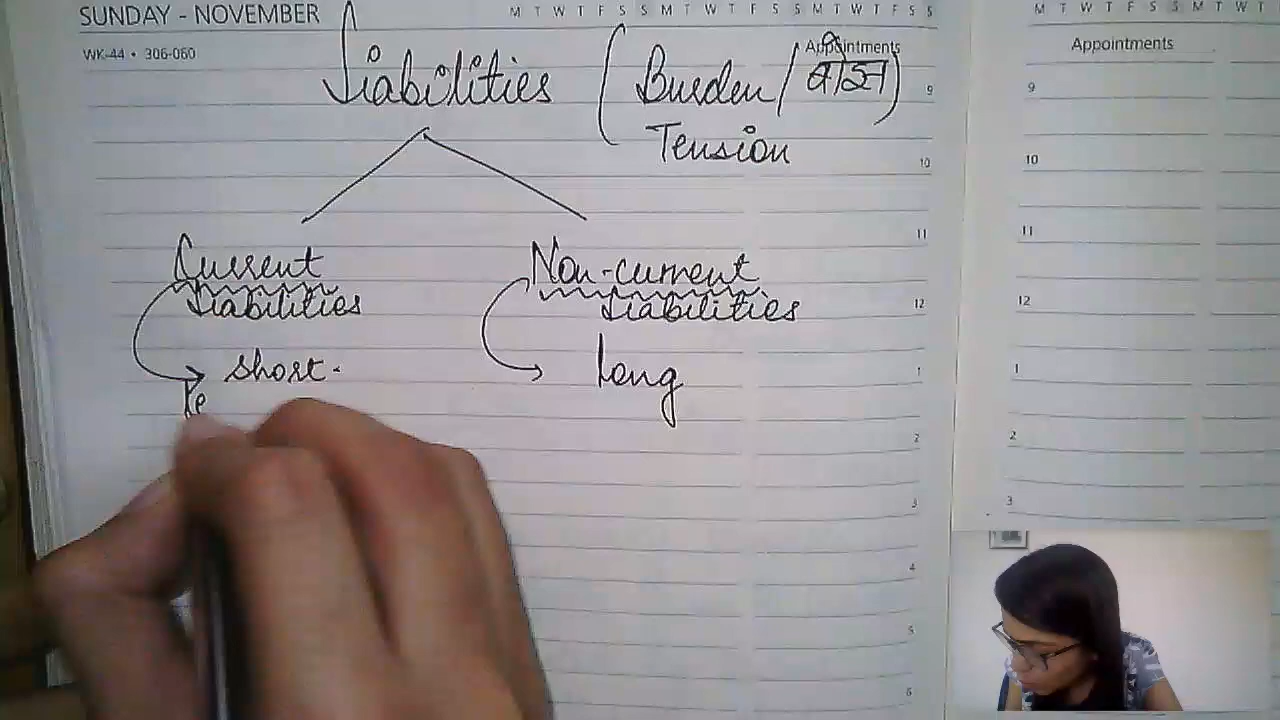 SUNDAY - NOVEMBER
M T W T F S S M T W T F S S M T W T F S S
M T W T F S S M T W T
WK-44 • 306-060
Appointments
Appointments
Liabilities ( Burden / बोझ )
Tension
9
9
10
10
11
11
Current
Liabilities
Non-current
Liabilities
12
12
short.
Long
1
1
Te
2
2
3
3
4
5
6